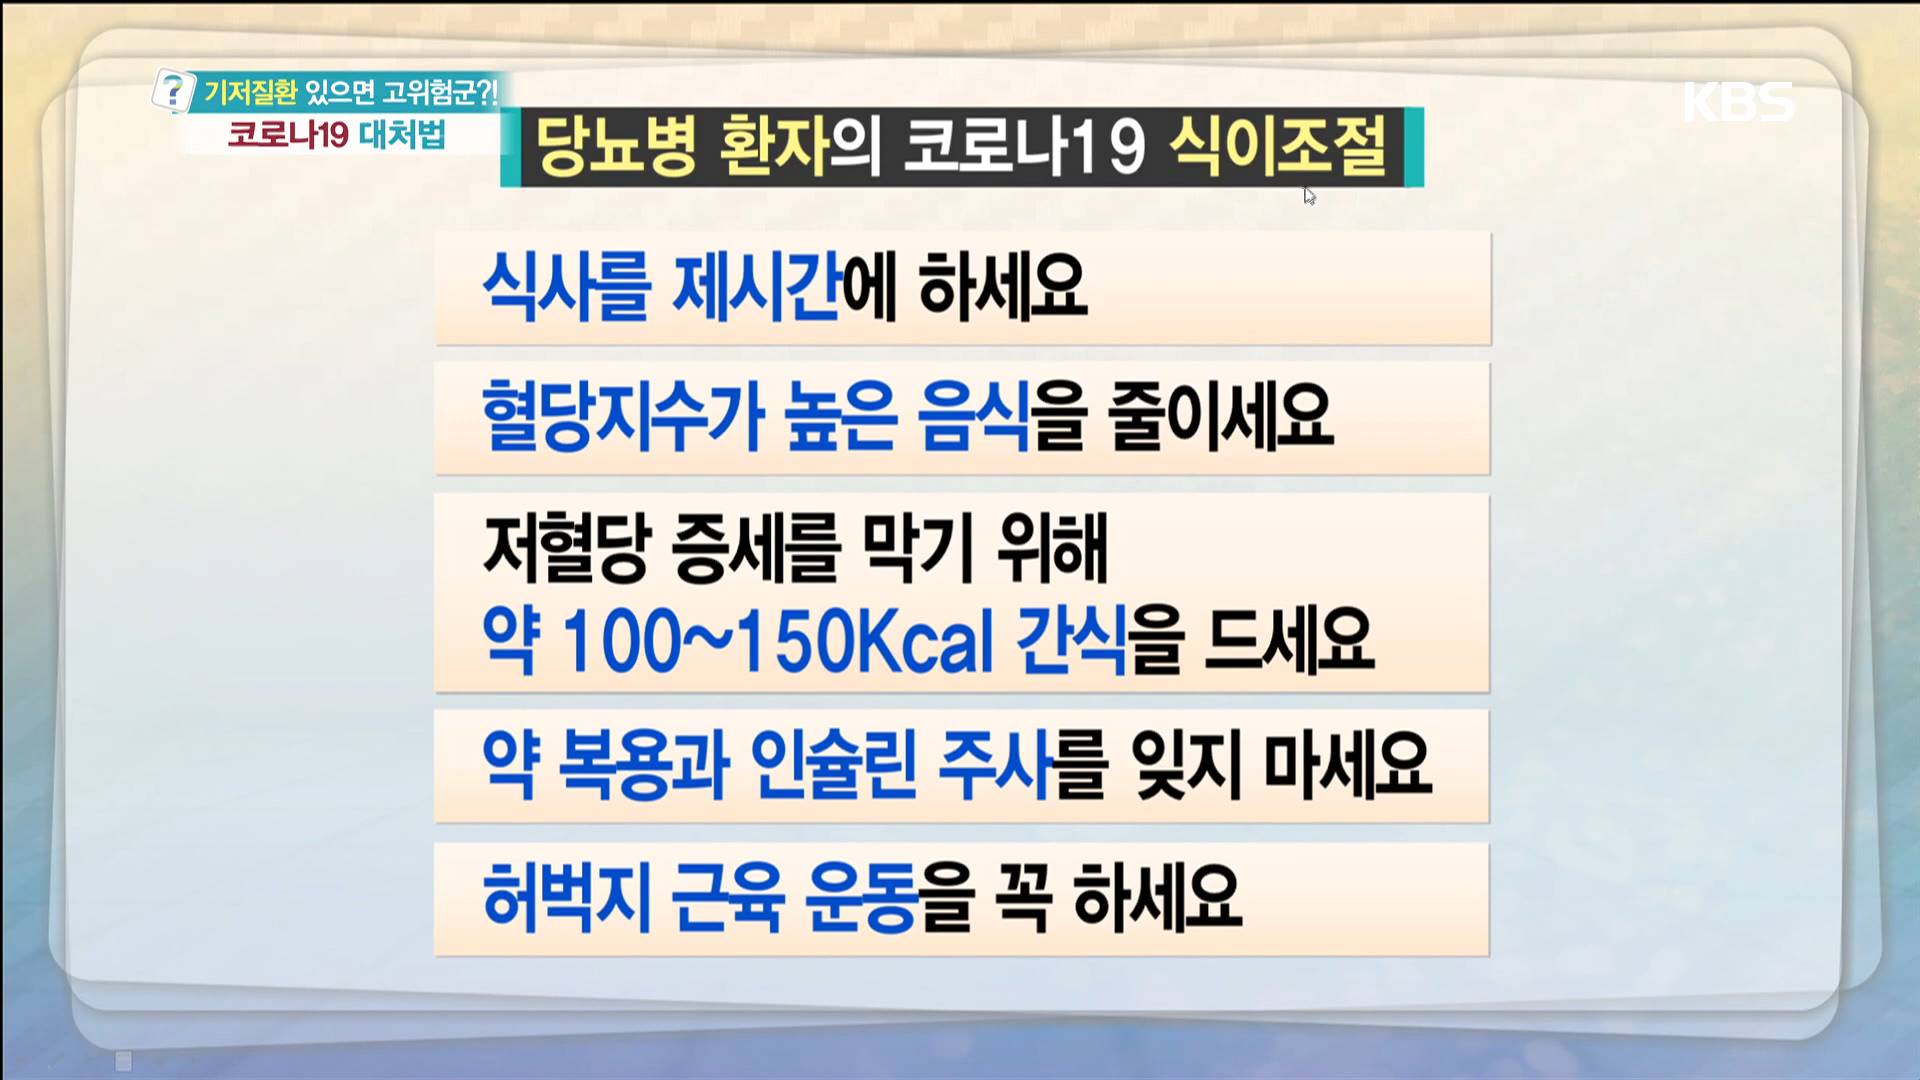 기저질환 있으면 고위험군?!
코로나19 대처법
KBS
당뇨병 환자의 코로나19 식이조절
식사를 제시간에 하세요
혈당지수가 높은 음식을 줄이세요
저혈당 증세를 막기 위해
약 100~150Kcal 간식을 드세요
약 복용과 인슐린 주사를 잊지 마세요
허벅지 근육 운동을 꼭 하세요